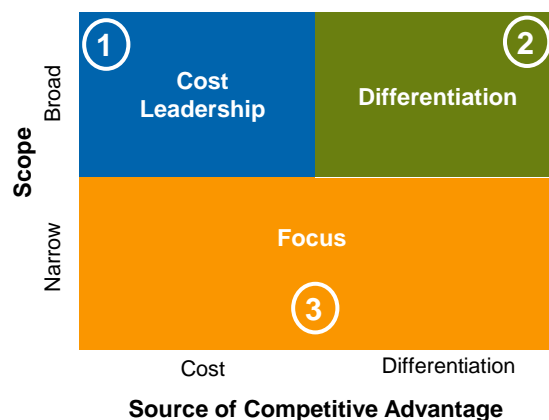 1
2
Cost
Leadership
Differentiation
Broad
Scope
Narrow
Focus
3
Cost
Differentiation
Source of Competitive Advantage